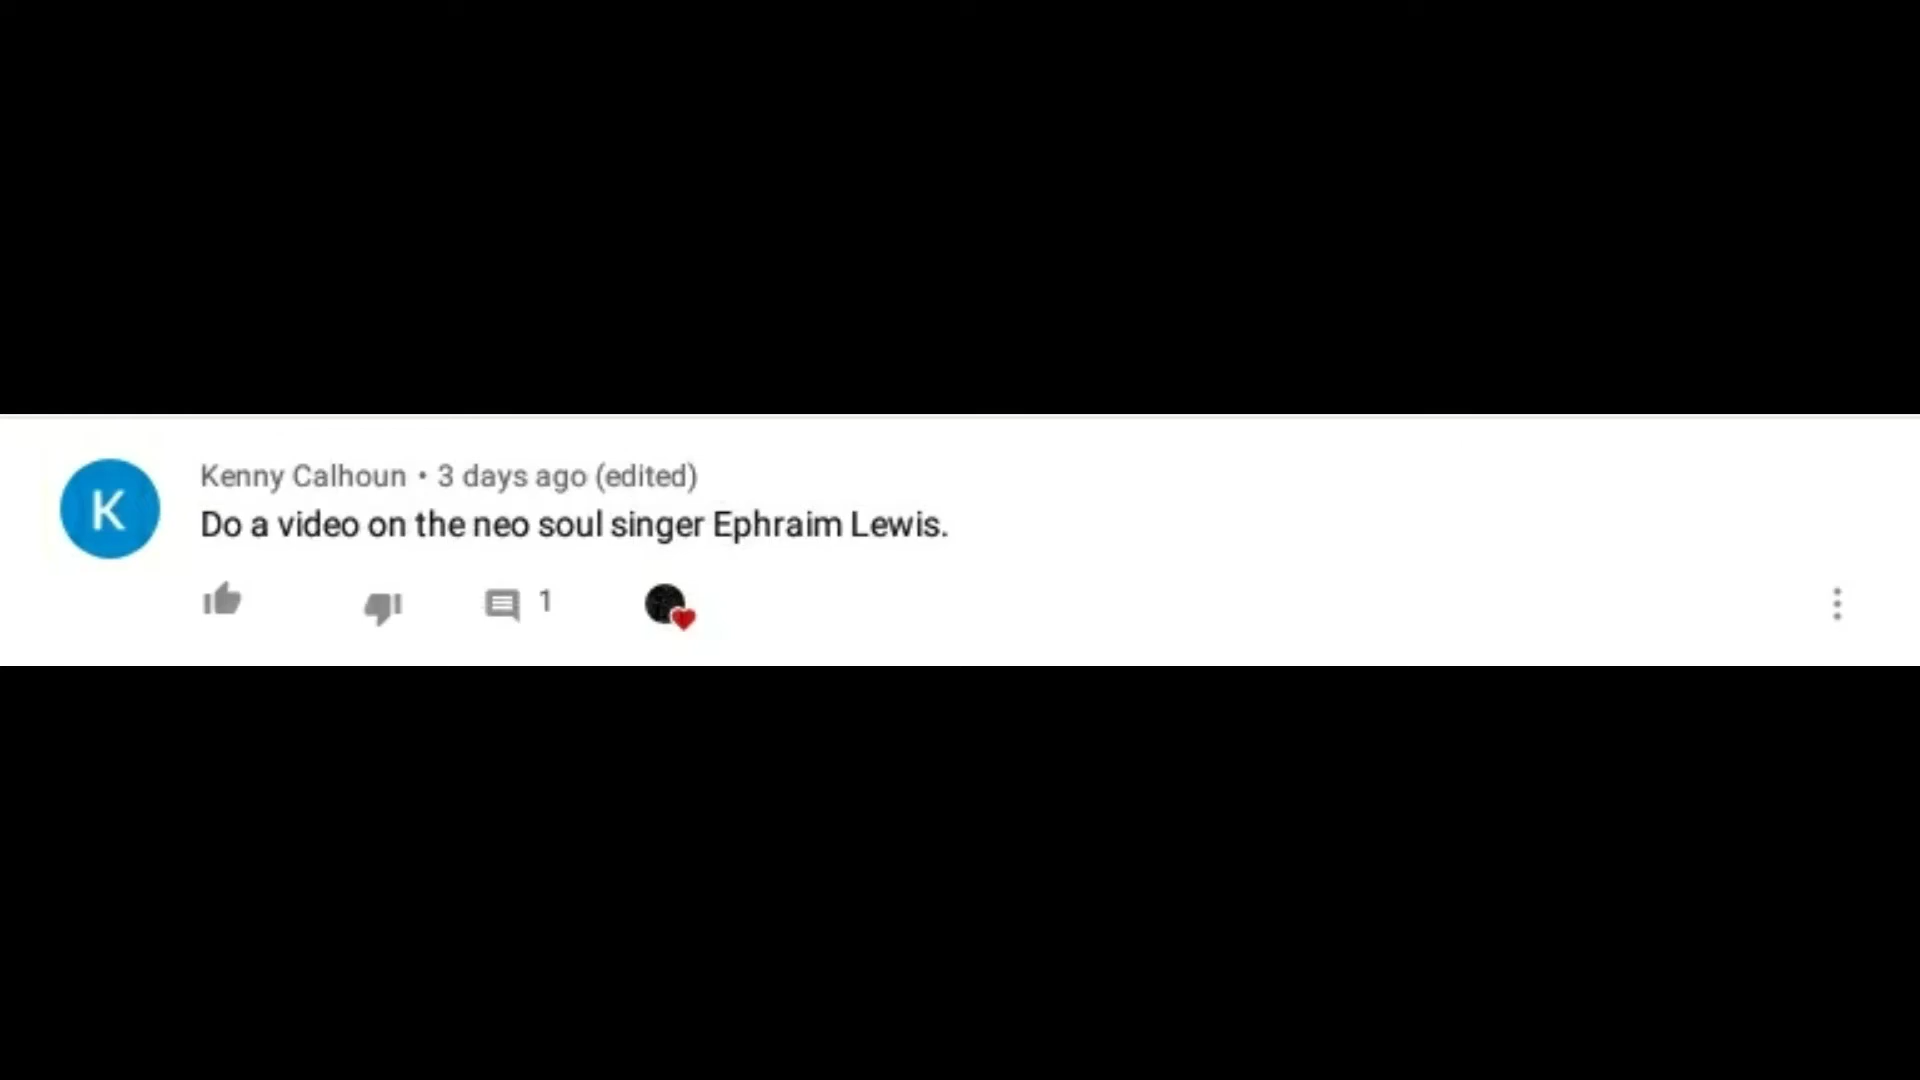 K
Kenny Calhoun • 3 days ago (edited)
Do a video on the neo soul singer Ephraim Lewis.
1